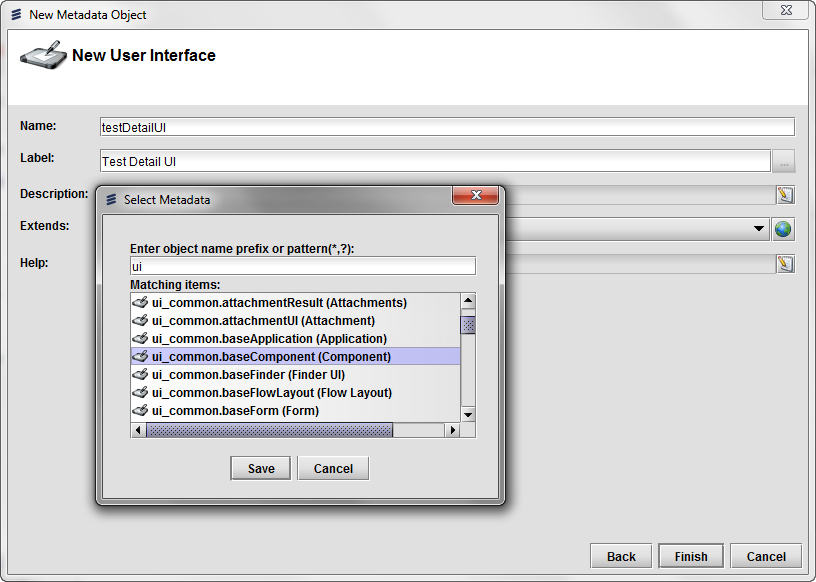 New Metadata Object
New User Interface
Name:
testDetailUI
Label:
Test Detail UI
...
Description:
Extends:
Help:
Select Metadata
Enter object name prefix or pattern(*,?):
ui
Matching items:
ui_common.attachmentResult (Attachments)
ui_common.attachmentUI (Attachment)
ui_common.baseApplication (Application)
ui_common.baseComponent (Component)
ui_common.baseFinder (Finder UI)
ui_common.baseFlowLayout (Flow Layout)
ui_common.baseForm (Form)
Save Cancel
Back Finish Cancel